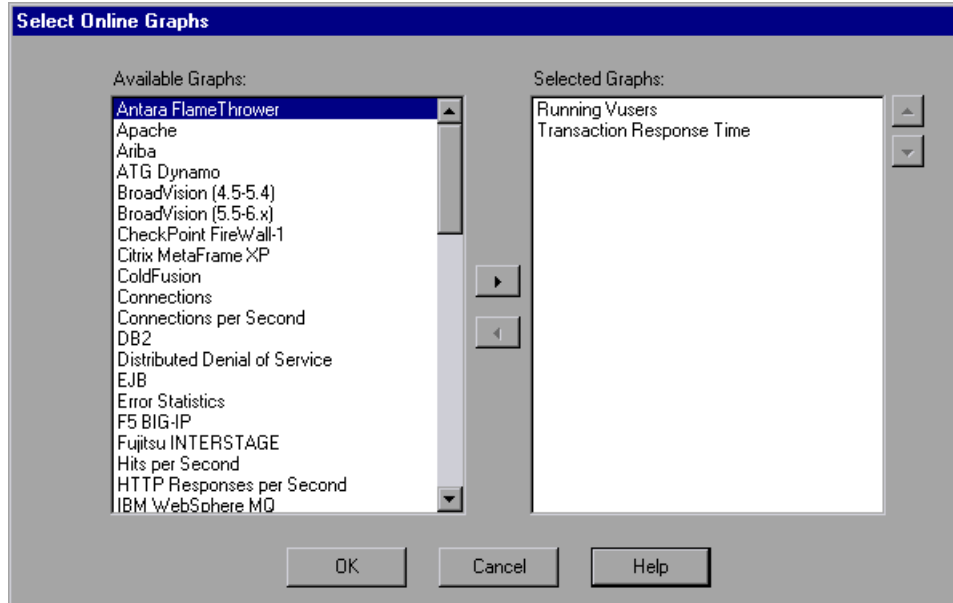 Select Online Graphs
Available Graphs:
Antara FlameThrower
Apache
Ariba
ATG Dynamo
BroadVision (4.5-5.4)
BroadVision (5.5-6.x)
CheckPoint FireWall-1
Citrix MetaFrame XP
ColdFusion
Connections
Connections per Second
DB2
Distributed Denial of Service
EJB
Error Statistics
F5 BIG-IP
Fujitsu INTERSTAGE
Hits per Second
HTTP Responses per Second
IBM WebSphere MQ
Selected Graphs:
Running Vusers
Transaction Response Time
OK
Cancel
Help